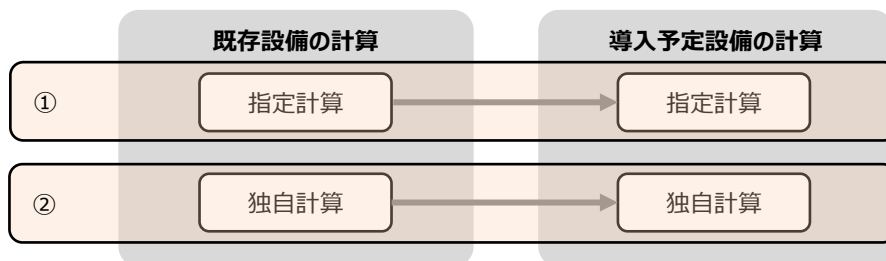 既存設備の計算 導入予定設備の計算
① 指定計算 指定計算
② 独自計算 独自計算